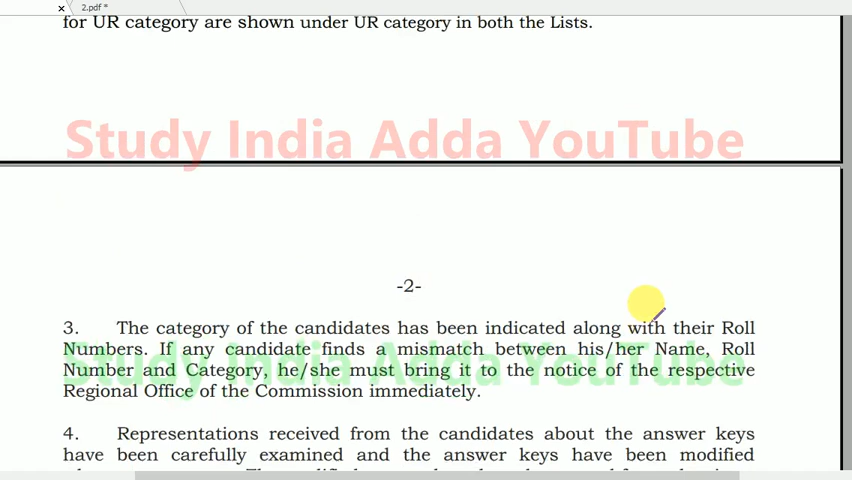 2.pdf *
for UR category are shown under UR category in both the Lists.
Study India Adda YouTube
-2-
3. The category of the candidates has been indicated along with their Roll
Numbers. If any candidate finds a mismatch between his/her Name, Roll
Number and Category, he/she must bring it to the notice of the respective
Regional Office of the Commission immediately.
Study India Adda YouTube
4. Representations received from the candidates about the answer keys
have been carefully examined and the answer keys have been modified